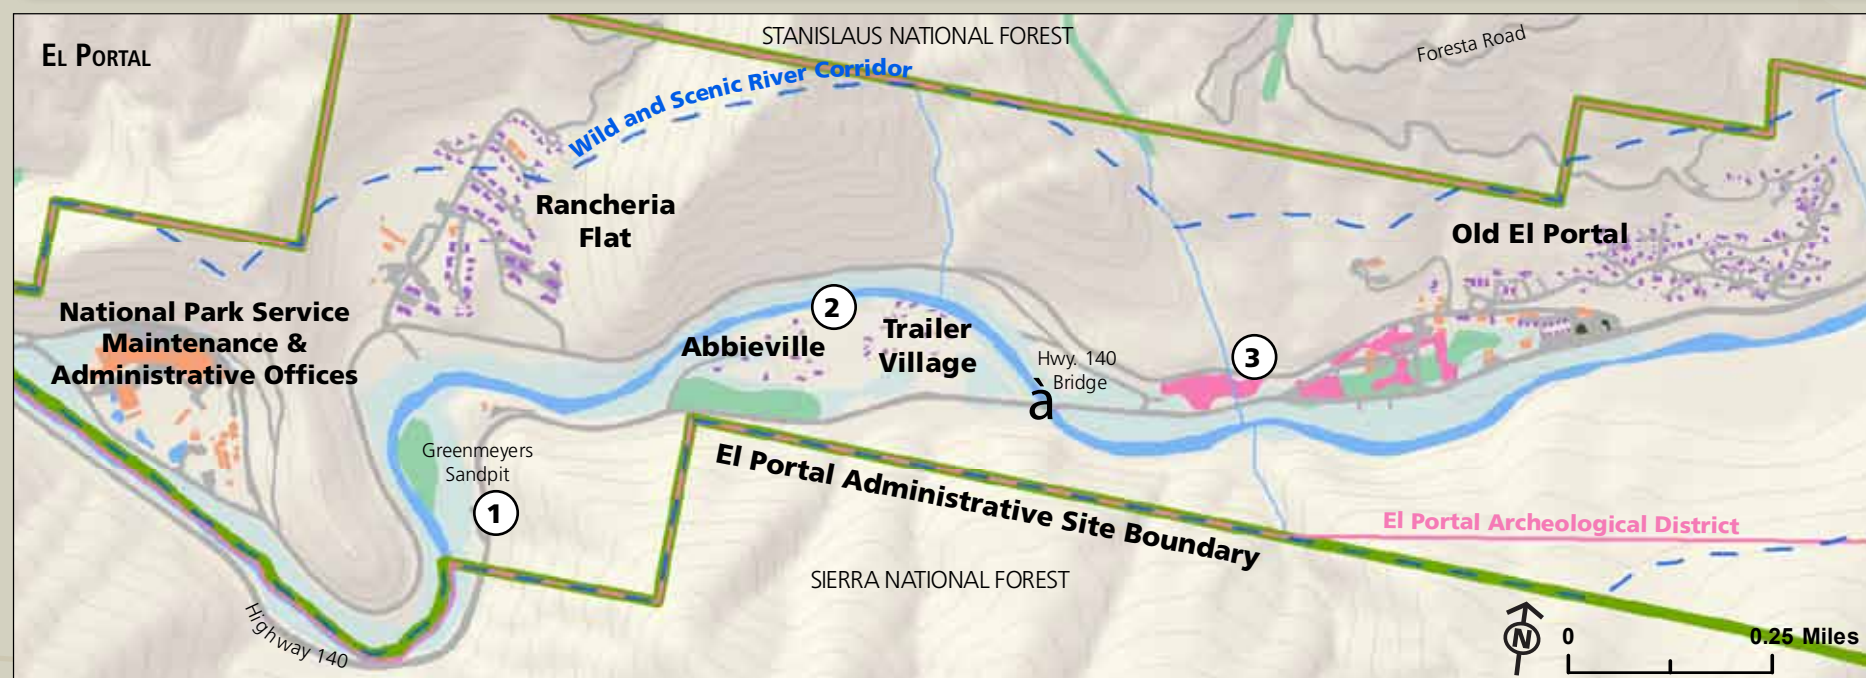 El Portal
STANISLAUS NATIONAL FOREST
Foresta Road
Wild and Scenic River Corridor
Rancheria
Flat
Old El Portal
National Park Service
Maintenance &
Administrative Offices
2
Abbieville
Trailer
Village
Hwy. 140
Bridge
à
3
Greenmeyers
Sandpit
1
El Portal Administrative Site Boundary
El Portal Archeological District
SIERRA NATIONAL FOREST
Highway 140
N
0
0.25 Miles